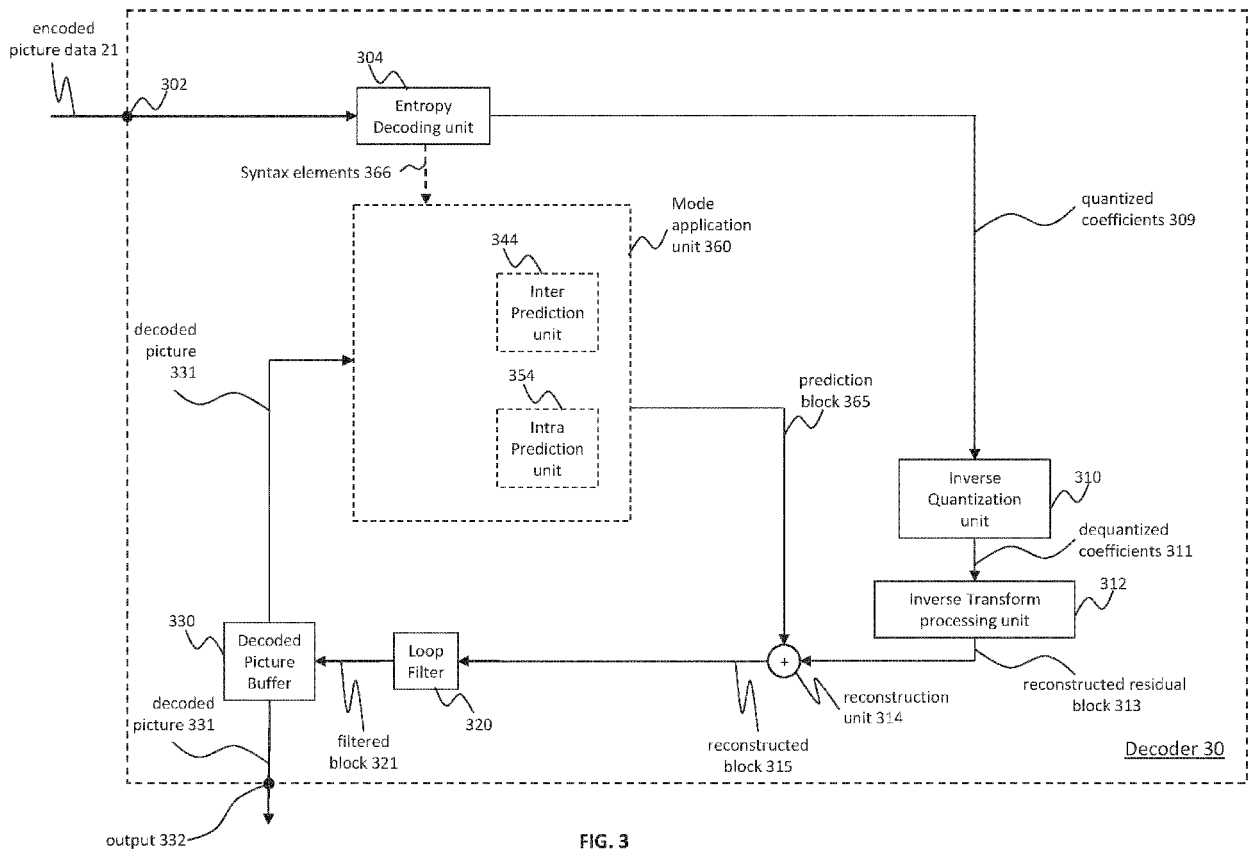 encoded
picture data 21
302
304
Entropy
Decoding unit
Syntax elements 366
Mode
application
unit 360
quantized
coefficients 309
344
Inter
Prediction
unit
decoded
picture
331
354
Intra
Prediction
unit
prediction
block 365
Inverse
Quantization
unit
310
dequantized
coefficients 311
Inverse Transform
processing unit
312
330
Decoded
Picture
Buffer
Loop
Filter
320
+
reconstruction
unit 314
reconstructed residual
block 313
decoded
picture 331
filtered
block 321
reconstructed
block 315
Decoder 30
output 332
FIG. 3